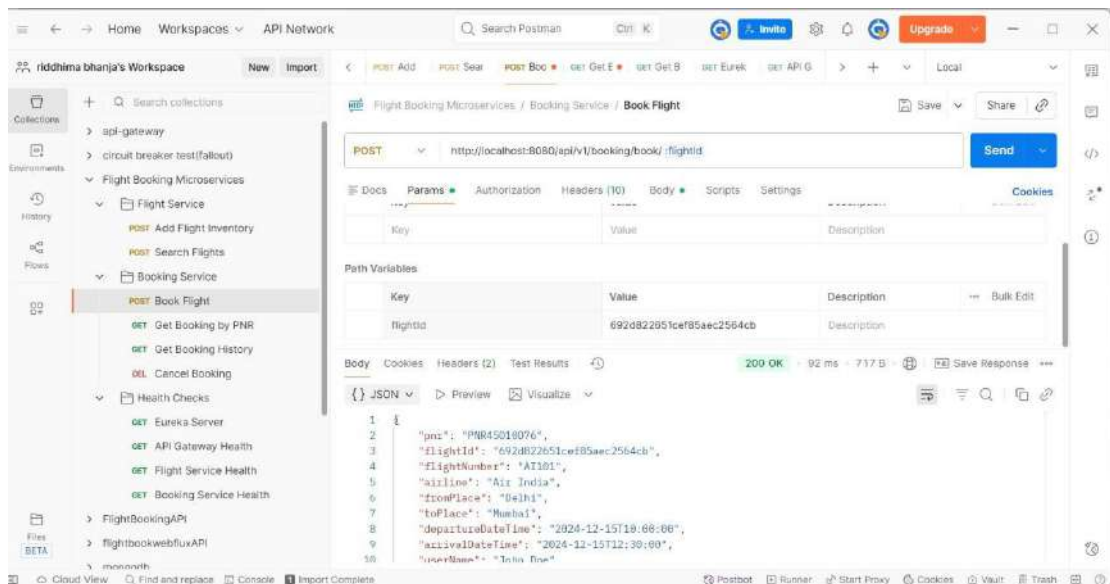 Home Workspaces API Network Search Postman Ctrl K Invite Upgrade
riddhima bhanja's Workspace New Import POST Add POST Sear POST Boo GET Get E GET Get B GET Eurek GET API G Local
Collections
Environments
History
Flows
Files
BETA
Search collections
api-gateway
circuit breaker test(fallout)
Flight Booking Microservices
Flight Service
POST Add Flight Inventory
POST Search Flights
Booking Service
POST Book Flight
GET Get Booking by PNR
GET Get Booking History
DEL Cancel Booking
Health Checks
GET Eureka Server
GET API Gateway Health
GET Flight Service Health
GET Booking Service Health
FlightBookingAPI
flightbookwebfluxAPI
mongodb
Flight Booking Microservices / Booking Service / Book Flight Save Share
POST http://localhost:8080/api/v1/booking/book/ :flightId Send
Docs Params Authorization Headers (10) Body Scripts Settings Cookies
Key Value Description
Path Variables
Key Value Description Bulk Edit
flightId 692d822651cef85aec2564cb Description
Body Cookies Headers (2) Test Results 200 OK 92 ms 717 B Save Response
{} JSON Preview Visualize
1 {
2 "pnr": "PNR45010076",
3 "flightId": "692d822651cef85aec2564cb",
4 "flightNumber": "AI101",
5 "airline": "Air India",
6 "fromPlace": "Delhi",
7 "toPlace": "Mumbai",
8 "departureDateTime": "2024-12-15T10:00:00",
9 "arrivalDateTime": "2024-12-15T12:30:00",
10 "userName": "John Doe"
Cloud View Find and replace Console Import Complete Postbot Runner Start Proxy Cookies Vault Trash